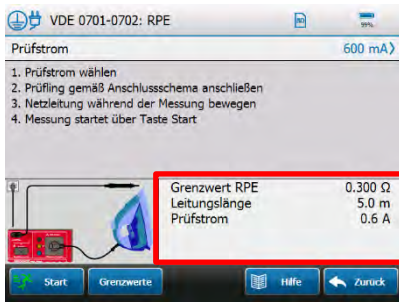 VDE 0701-0702: RPE
99%
Prüfstrom 600 mA
1. Prüfstrom wählen
2. Prüfling gemäß Anschlussschema anschließen
3. Netzleitung während der Messung bewegen
4. Messung startet über Taste Start
Grenzwert RPE 0.300 Ω
Leitungslänge 5.0 m
Prüfstrom 0.6 A
Start Grenzwerte Hilfe Zurück